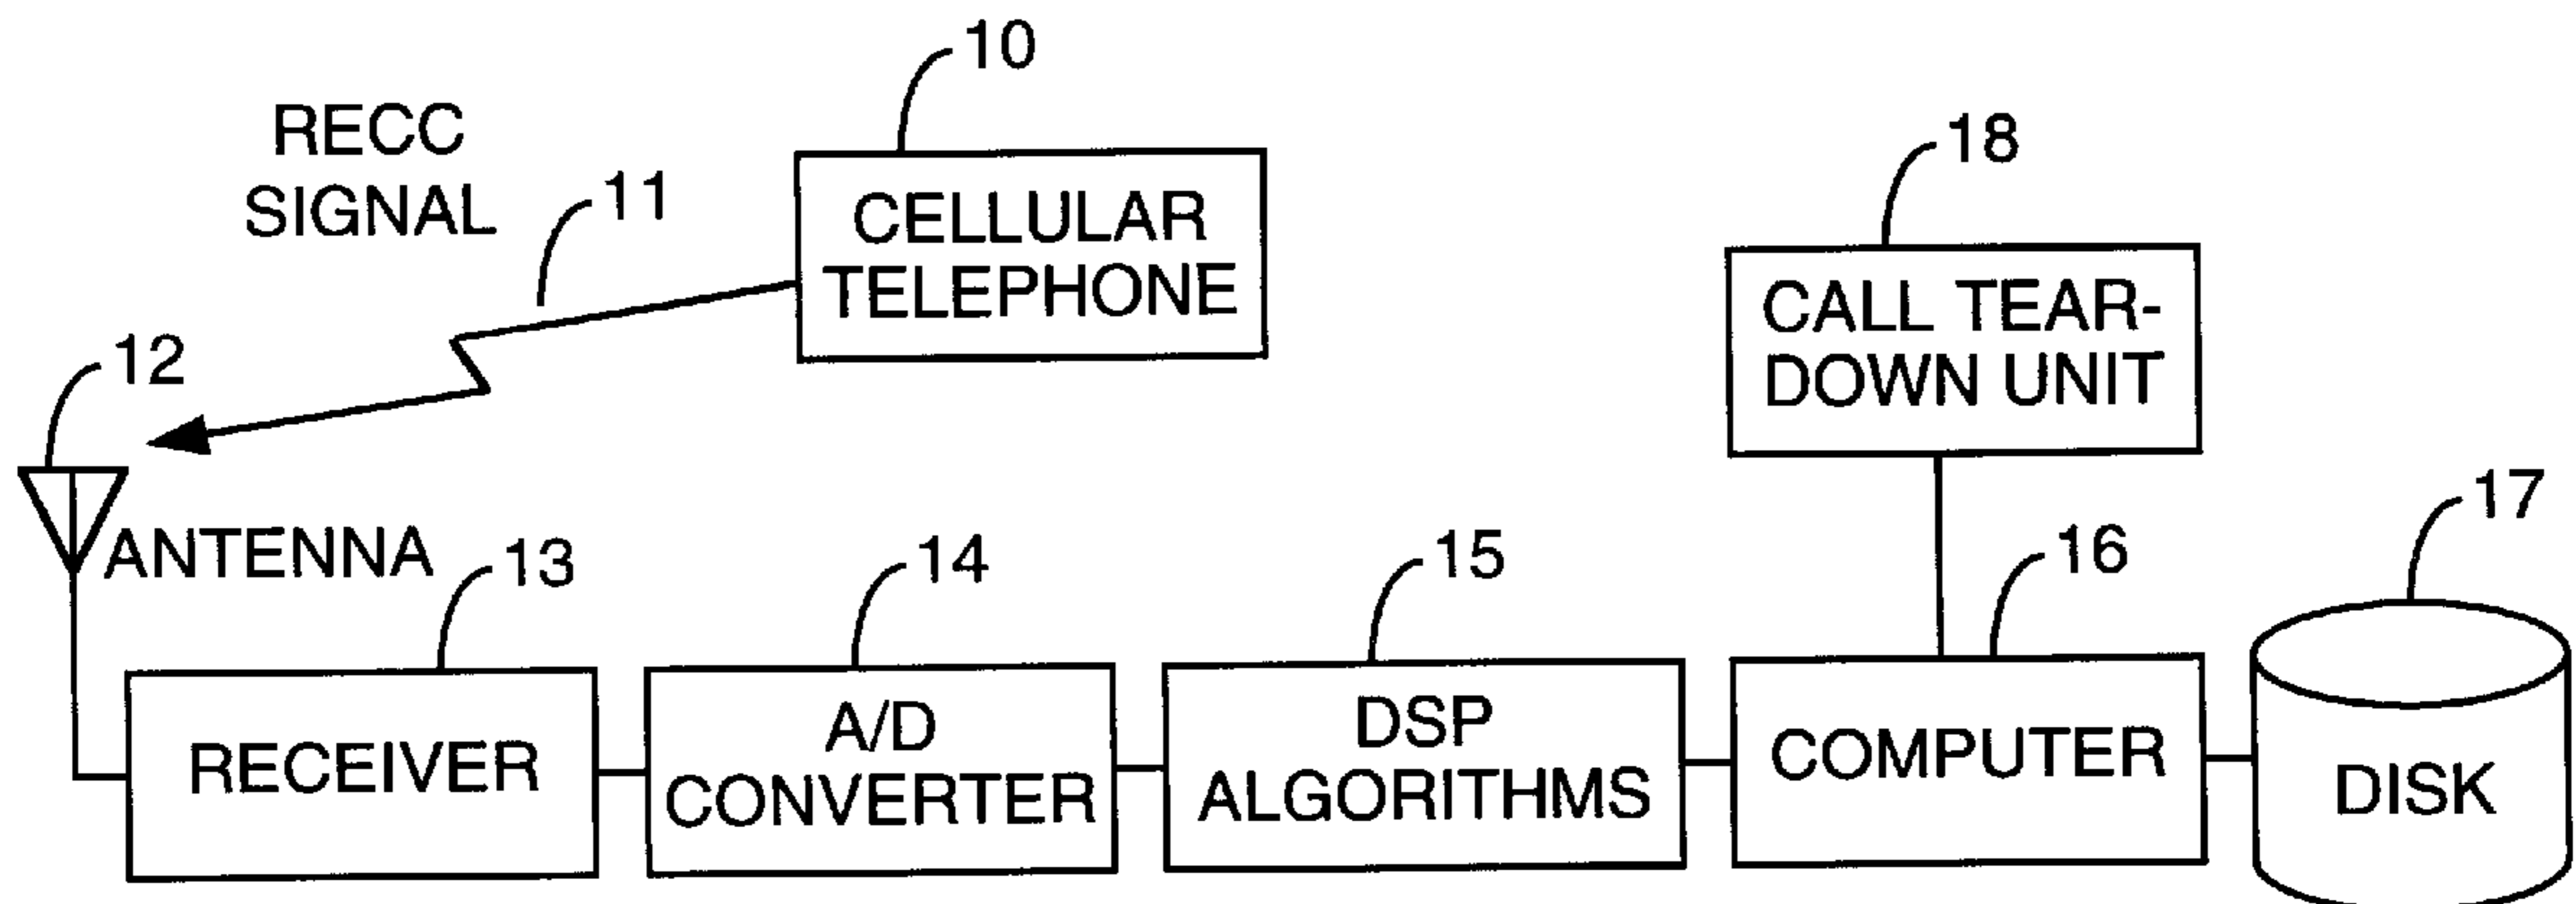 10
RECC
SIGNAL
11
CELLULAR
TELEPHONE
18
CALL TEAR-
DOWN UNIT
12
ANTENNA
13
14
15
16
17
RECEIVER
A/D
CONVERTER
DSP
ALGORITHMS
COMPUTER
DISK